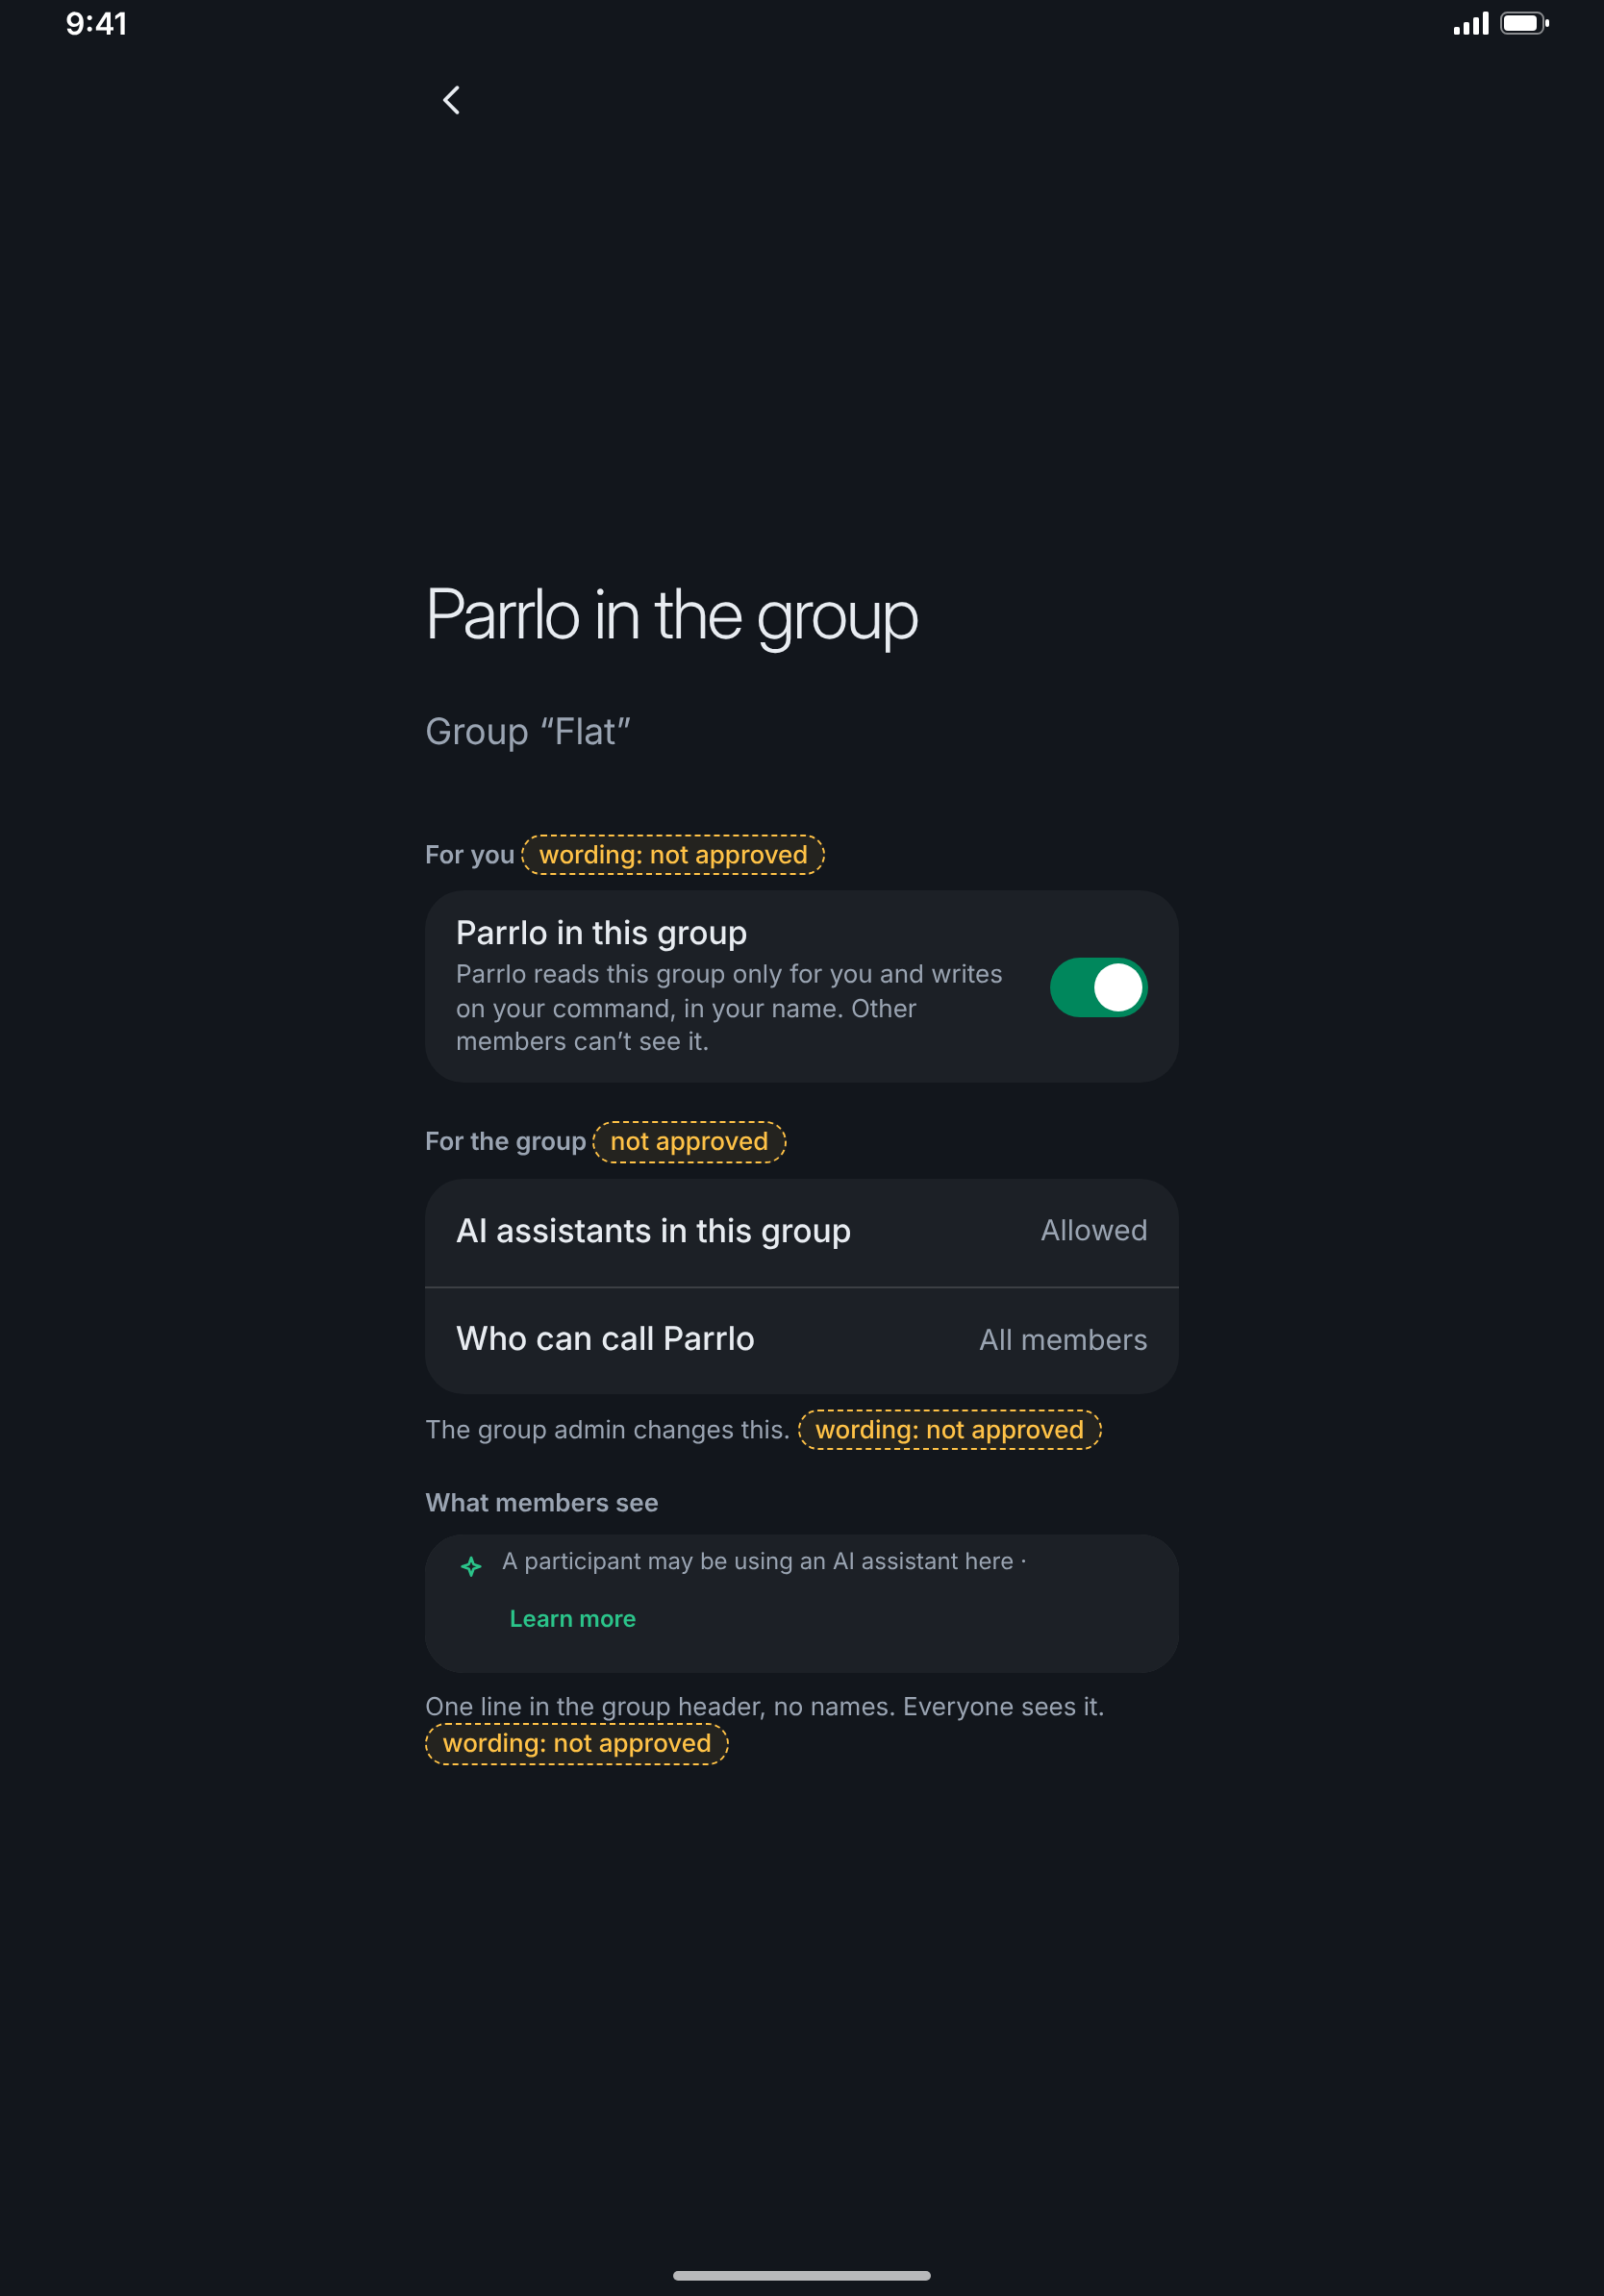 9:41
Parrlo in the group
Group “Flat”
For you wording: not approved
Parrlo in this group
Parrlo reads this group only for you and writes
on your command, in your name. Other
members can’t see it.
For the group not approved
AI assistants in this group Allowed
Who can call Parrlo All members
The group admin changes this. wording: not approved
What members see
A participant may be using an AI assistant here ·
Learn more
One line in the group header, no names. Everyone sees it.
wording: not approved